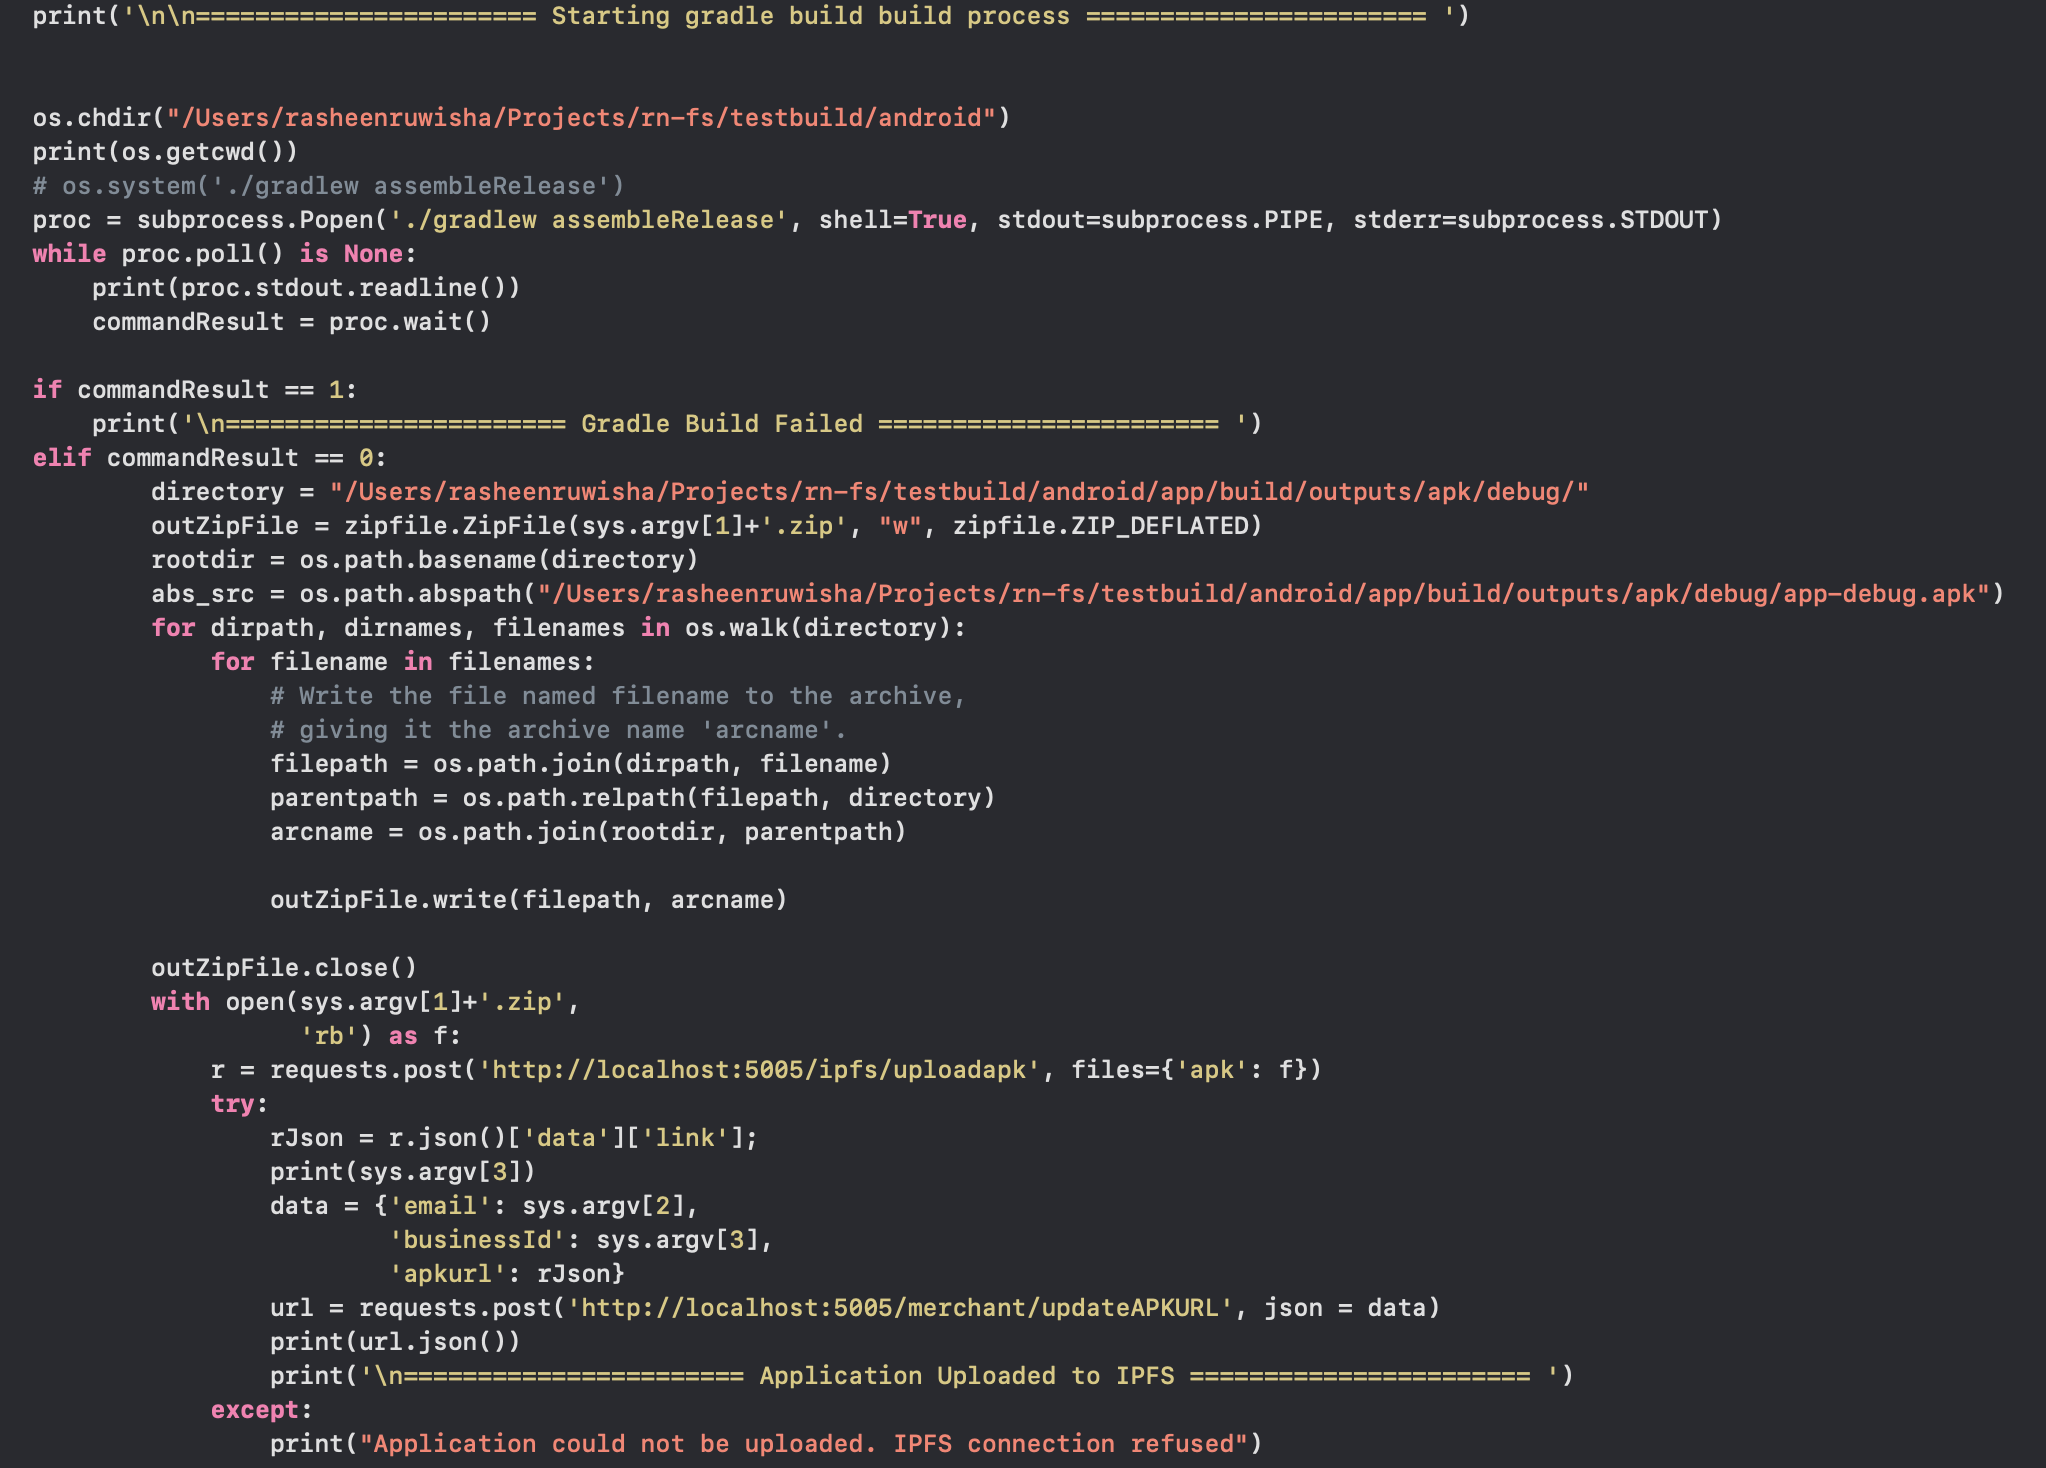 print('\n\n======================= Starting gradle build build process ======================= ')
os.chdir("/Users/rasheenruwisha/Projects/rn-fs/testbuild/android")
print(os.getcwd())
# os.system('./gradlew assembleRelease')
proc = subprocess.Popen('./gradlew assembleRelease', shell=True, stdout=subprocess.PIPE, stderr=subprocess.STDOUT)
while proc.poll() is None:
    print(proc.stdout.readline())
    commandResult = proc.wait()
if commandResult == 1:
    print('\n======================= Gradle Build Failed ======================= ')
elif commandResult == 0:
        directory = "/Users/rasheenruwisha/Projects/rn-fs/testbuild/android/app/build/outputs/apk/debug/"
        outZipFile = zipfile.ZipFile(sys.argv[1]+'.zip', "w", zipfile.ZIP_DEFLATED)
        rootdir = os.path.basename(directory)
        abs_src = os.path.abspath("/Users/rasheenruwisha/Projects/rn-fs/testbuild/android/app/build/outputs/apk/debug/app-debug.apk")
        for dirpath, dirnames, filenames in os.walk(directory):
            for filename in filenames:
                # Write the file named filename to the archive,
                # giving it the archive name 'arcname'.
                filepath = os.path.join(dirpath, filename)
                parentpath = os.path.relpath(filepath, directory)
                arcname = os.path.join(rootdir, parentpath)
                outZipFile.write(filepath, arcname)
        outZipFile.close()
        with open(sys.argv[1]+'.zip',
                  'rb') as f:
            r = requests.post('http://localhost:5005/ipfs/uploadapk', files={'apk': f})
            try:
                rJson = r.json()['data']['link'];
                print(sys.argv[3])
                data = {'email': sys.argv[2],
                        'businessId': sys.argv[3],
                        'apkurl': rJson}
                url = requests.post('http://localhost:5005/merchant/updateAPKURL', json = data)
                print(url.json())
                print('\n======================= Application Uploaded to IPFS ======================= ')
            except:
                print("Application could not be uploaded. IPFS connection refused")